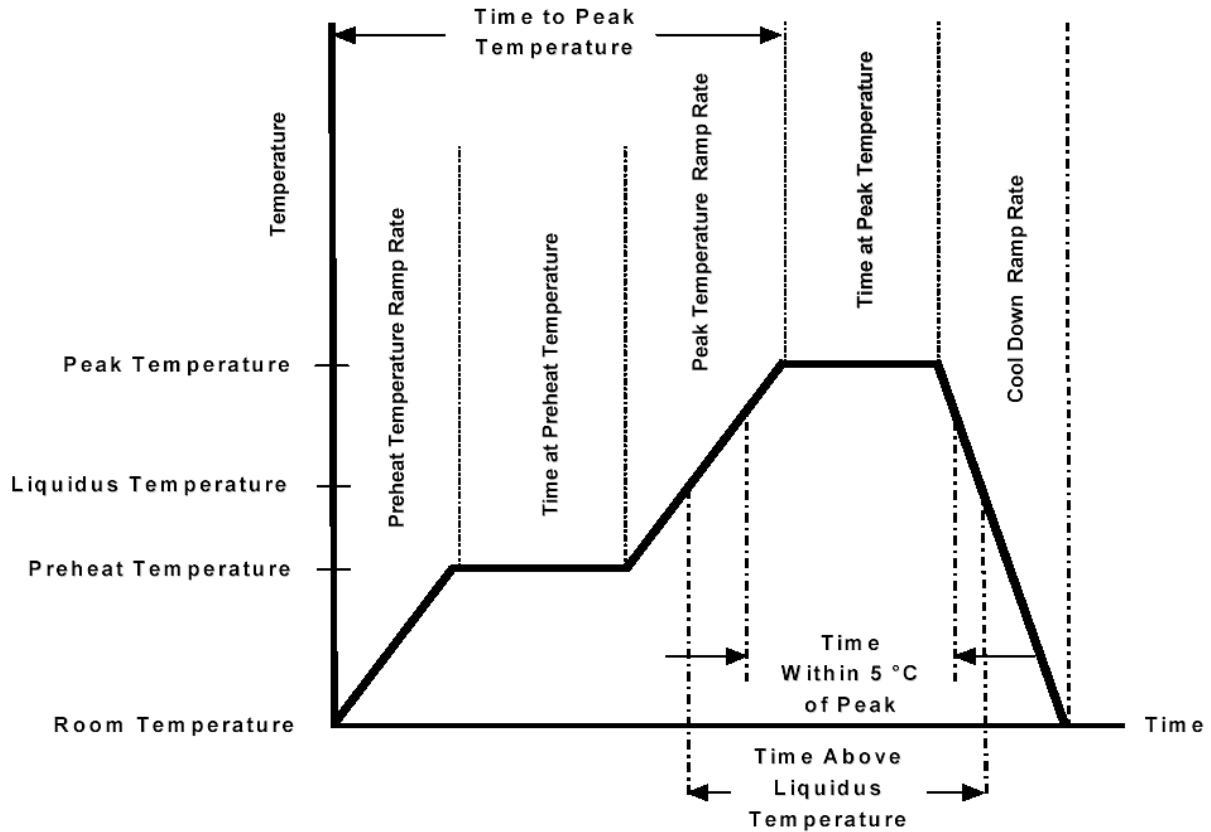 Time to Peak
Temperature
Temperature
Preheat Temperature Ramp Rate
Time at Preheat Temperature
Peak Temperature Ramp Rate
Time at Peak Temperature
Cool Down Ramp Rate
Peak Temperature
Liquidus Temperature
Preheat Temperature
Room Temperature
Time
Within 5 °C
of Peak
Time
Time Above
Liquidus
Temperature